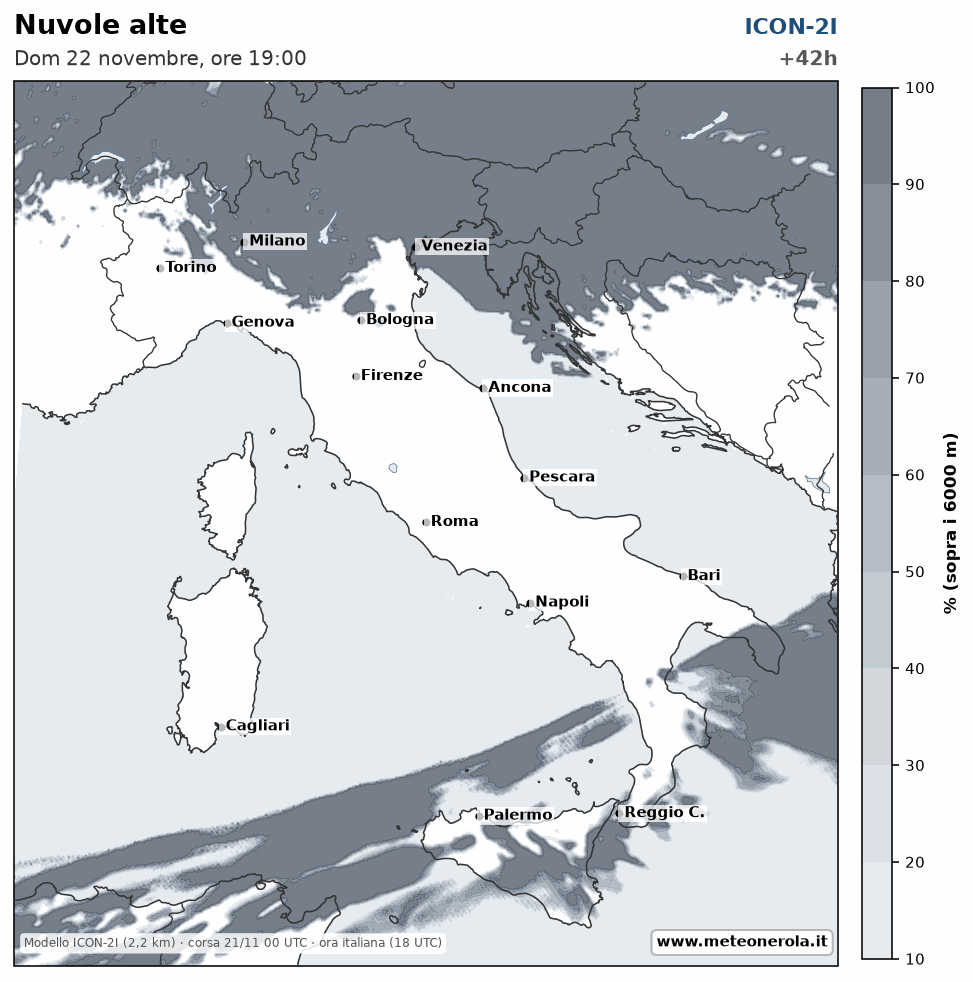 Nuvole alte
ICON-2I
Dom 22 novembre, ore 19:00
+42h
100
90
80
70
60
50
40
30
20
10
% (sopra i 6000 m)
Milano
Venezia
Torino
Genova
Bologna
Firenze
Ancona
Pescara
Roma
Bari
Napoli
Cagliari
Palermo
Reggio C.
Modello ICON-2I (2,2 km) · corsa 21/11 00 UTC · ora italiana (18 UTC)
www.meteonerola.it